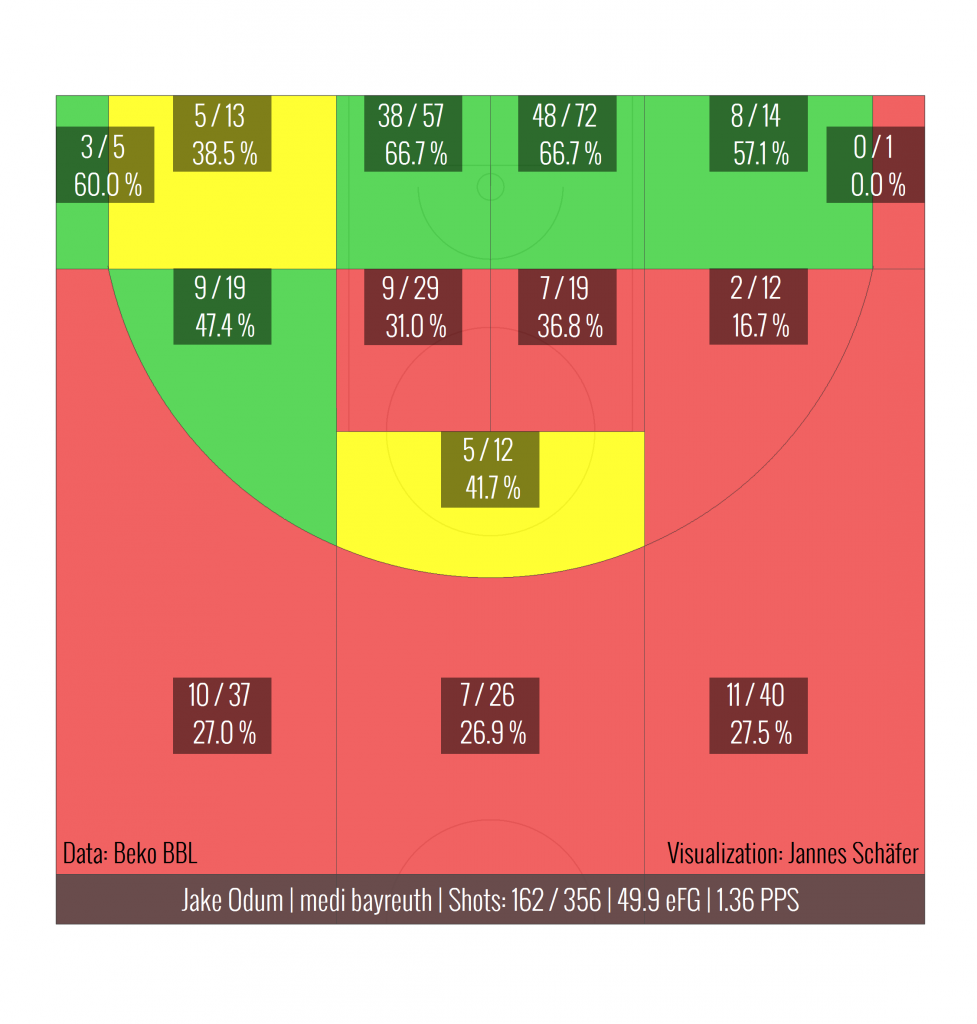 5 / 13
38.5 %
38 / 57
66.7 %
48 / 72
66.7 %
8 / 14
57.1 %
3 / 5
60.0 %
0 / 1
0.0 %
9 / 19
47.4 %
9 / 29
31.0 %
7 / 19
36.8 %
2 / 12
16.7 %
5 / 12
41.7 %
10 / 37
27.0 %
7 / 26
26.9 %
11 / 40
27.5 %
Data: Beko BBL
Visualization: Jannes Schäfer
Jake Odum | medi bayreuth | Shots: 162 / 356 | 49.9 eFG | 1.36 PPS